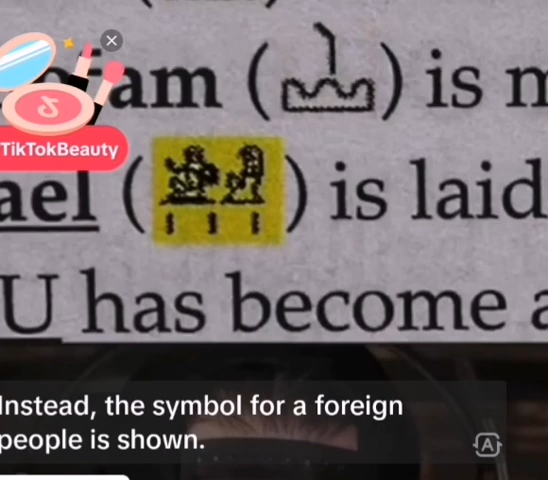 am ( ) is m
TikTokBeauty
ael ( ) is laid
U has become a
Instead, the symbol for a foreign
people is shown.
A